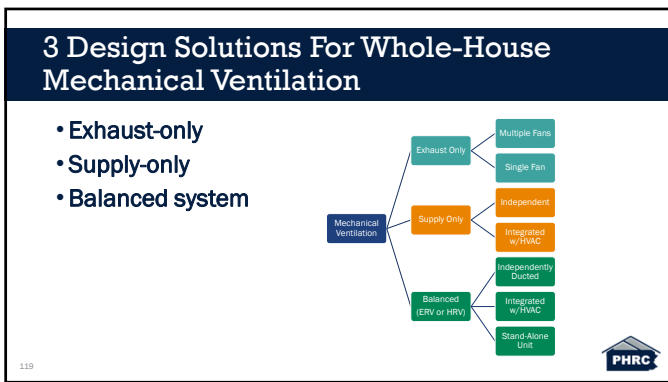 3 Design Solutions For Whole-House
Mechanical Ventilation
• Exhaust-only
• Supply-only
• Balanced system
Mechanical
Ventilation
Exhaust Only
Multiple Fans
Single Fan
Supply Only
Independent
Integrated
w/HVAC
Balanced
(ERV or HRV)
Independently
Ducted
Integrated
w/HVAC
Stand-Alone
Unit
119
PHRC